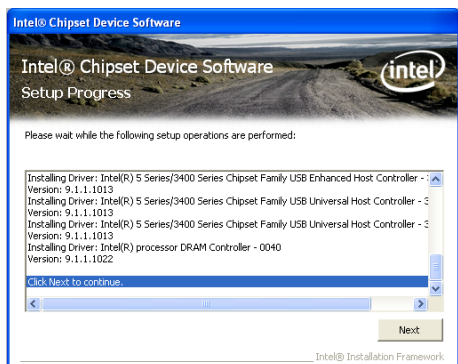 Intel® Chipset Device Software
Intel® Chipset Device Software
Setup Progress
intel
Please wait while the following setup operations are performed:
Installing Driver: Intel(R) 5 Series/3400 Series Chipset Family USB Enhanced Host Controller -
Version: 9.1.1.1013
Installing Driver: Intel(R) 5 Series/3400 Series Chipset Family USB Universal Host Controller - 3
Version: 9.1.1.1013
Installing Driver: Intel(R) 5 Series/3400 Series Chipset Family USB Universal Host Controller - 3
Version: 9.1.1.1013
Installing Driver: Intel(R) processor DRAM Controller - 0040
Version: 9.1.1.1022
Click Next to continue.
Next
Intel® Installation Framework